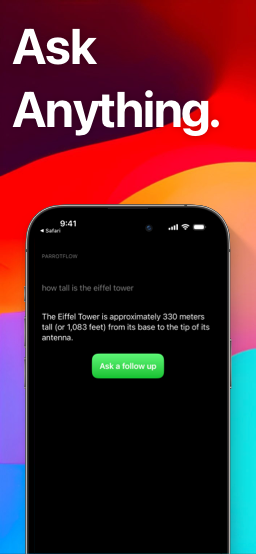 Ask
Anything.
9:41
◀ Safari
PARROTFLOW
how tall is the eiffel tower
The Eiffel Tower is approximately 330 meters
tall (or 1,083 feet) from its base to the tip of its
antenna.
Ask a follow up